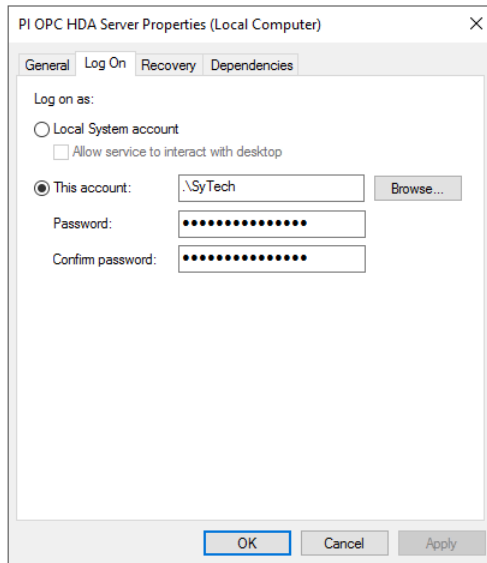 PI OPC HDA Server Properties (Local Computer)
General Log On Recovery Dependencies
Log on as:
Local System account
Allow service to interact with desktop
This account: .\SyTech Browse...
Password: •••••••••••••••
Confirm password: •••••••••••••••
OK Cancel Apply